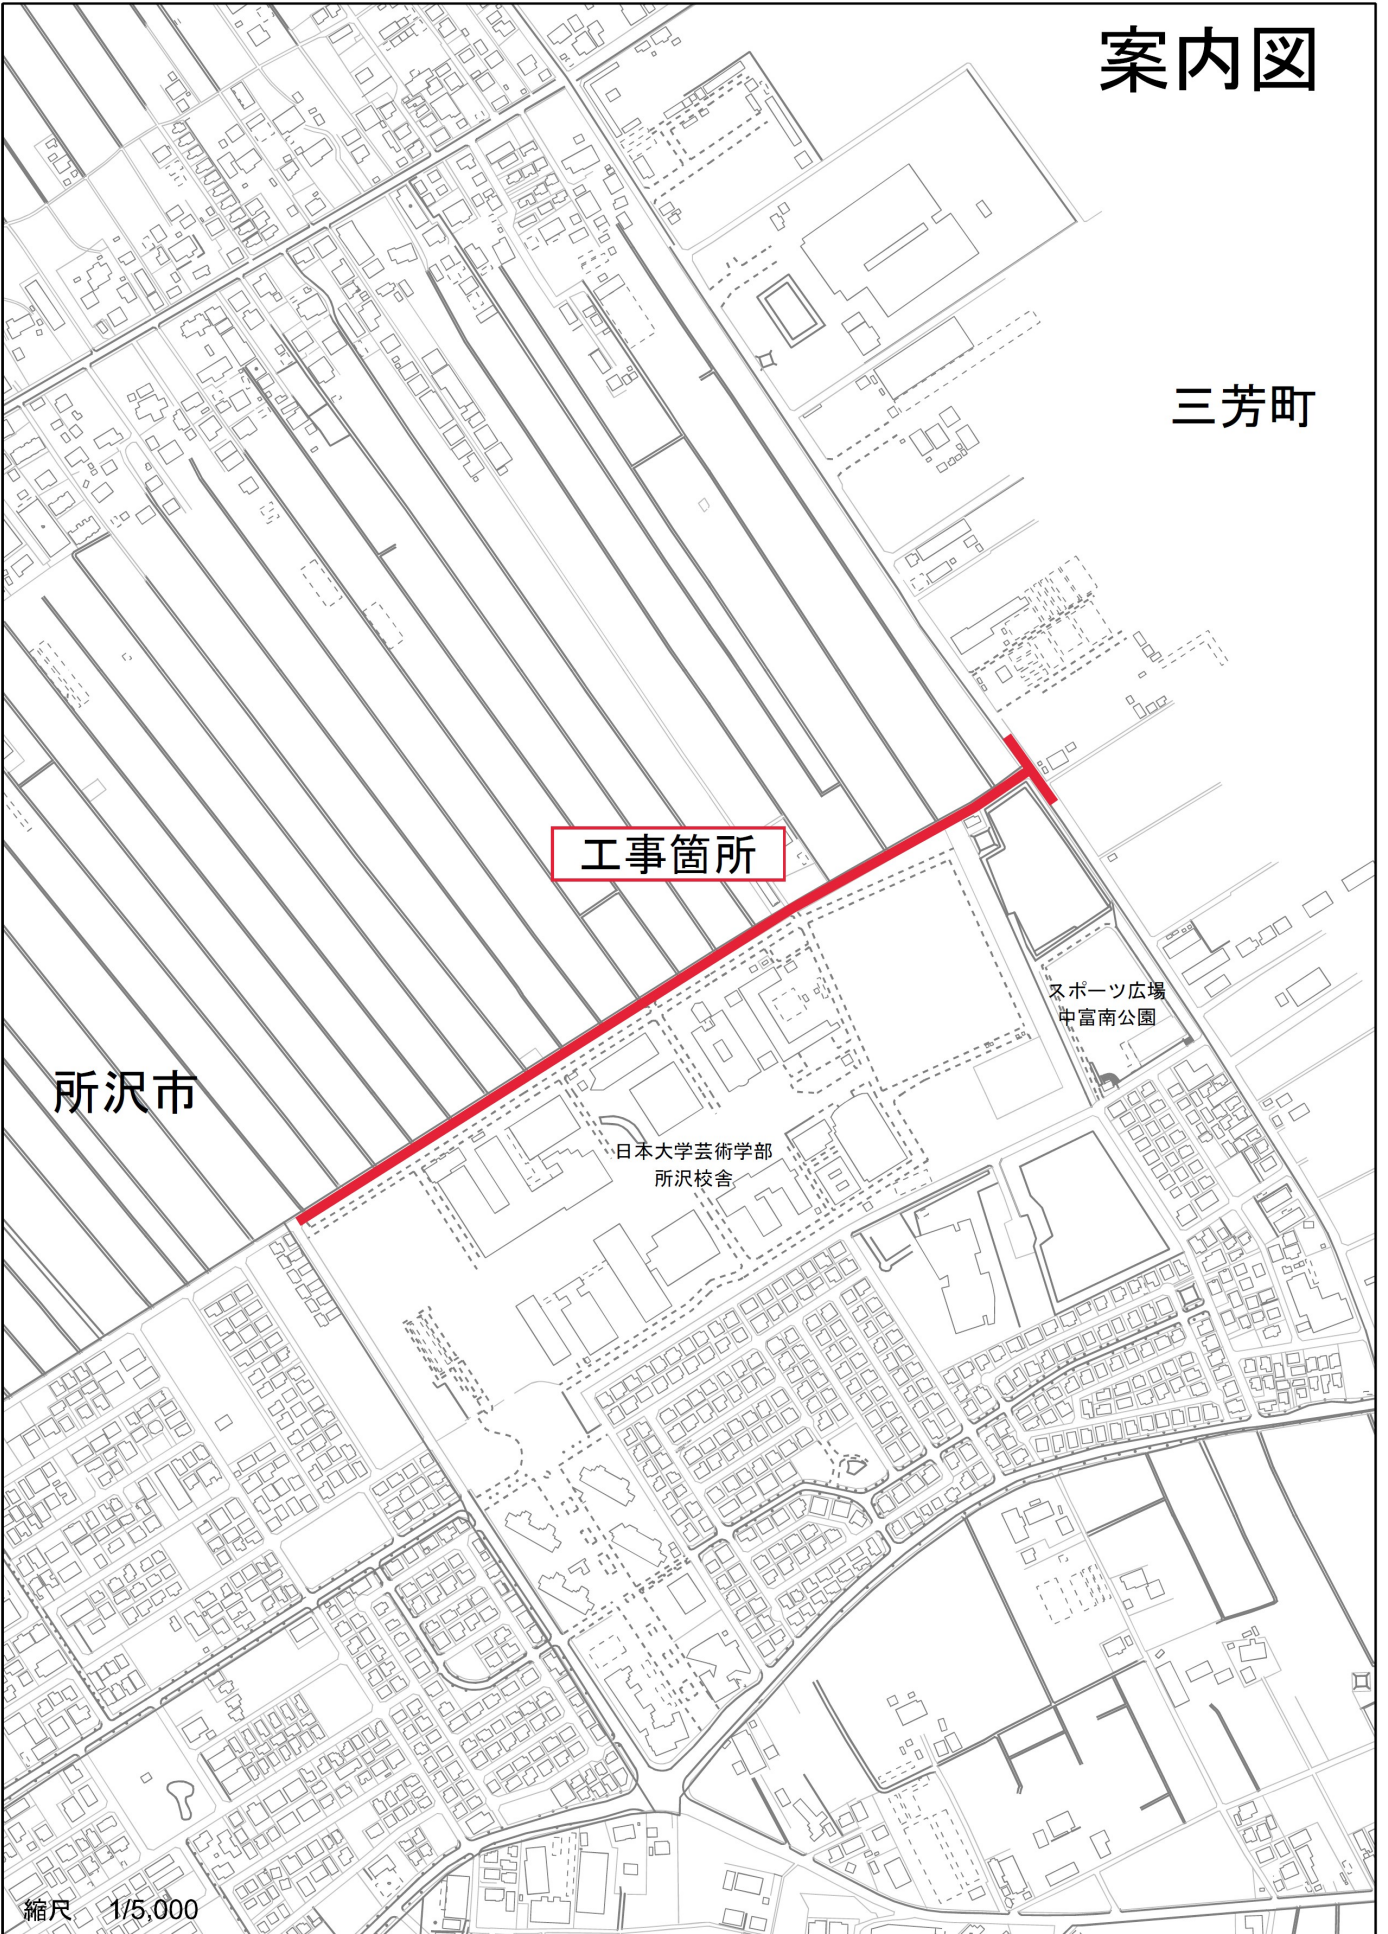 案内図
三芳町
工事箇所
スポーツ広場
中富南公園
所沢市
日本大学芸術学部
所沢校舎
縮尺 1/5,000